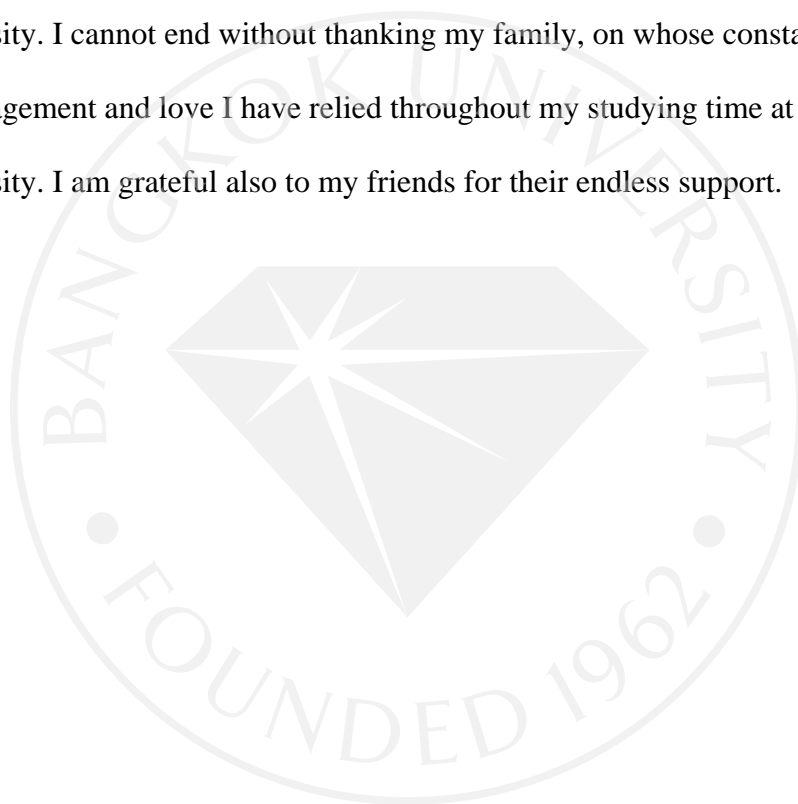 sity. I cannot end without thanking my family, on whose consta
gement and love I have relied throughout my studying time at
sity. I am grateful also to my friends for their endless support.
BANGKOK UNIVERSITY
• FOUNDED 1962 •